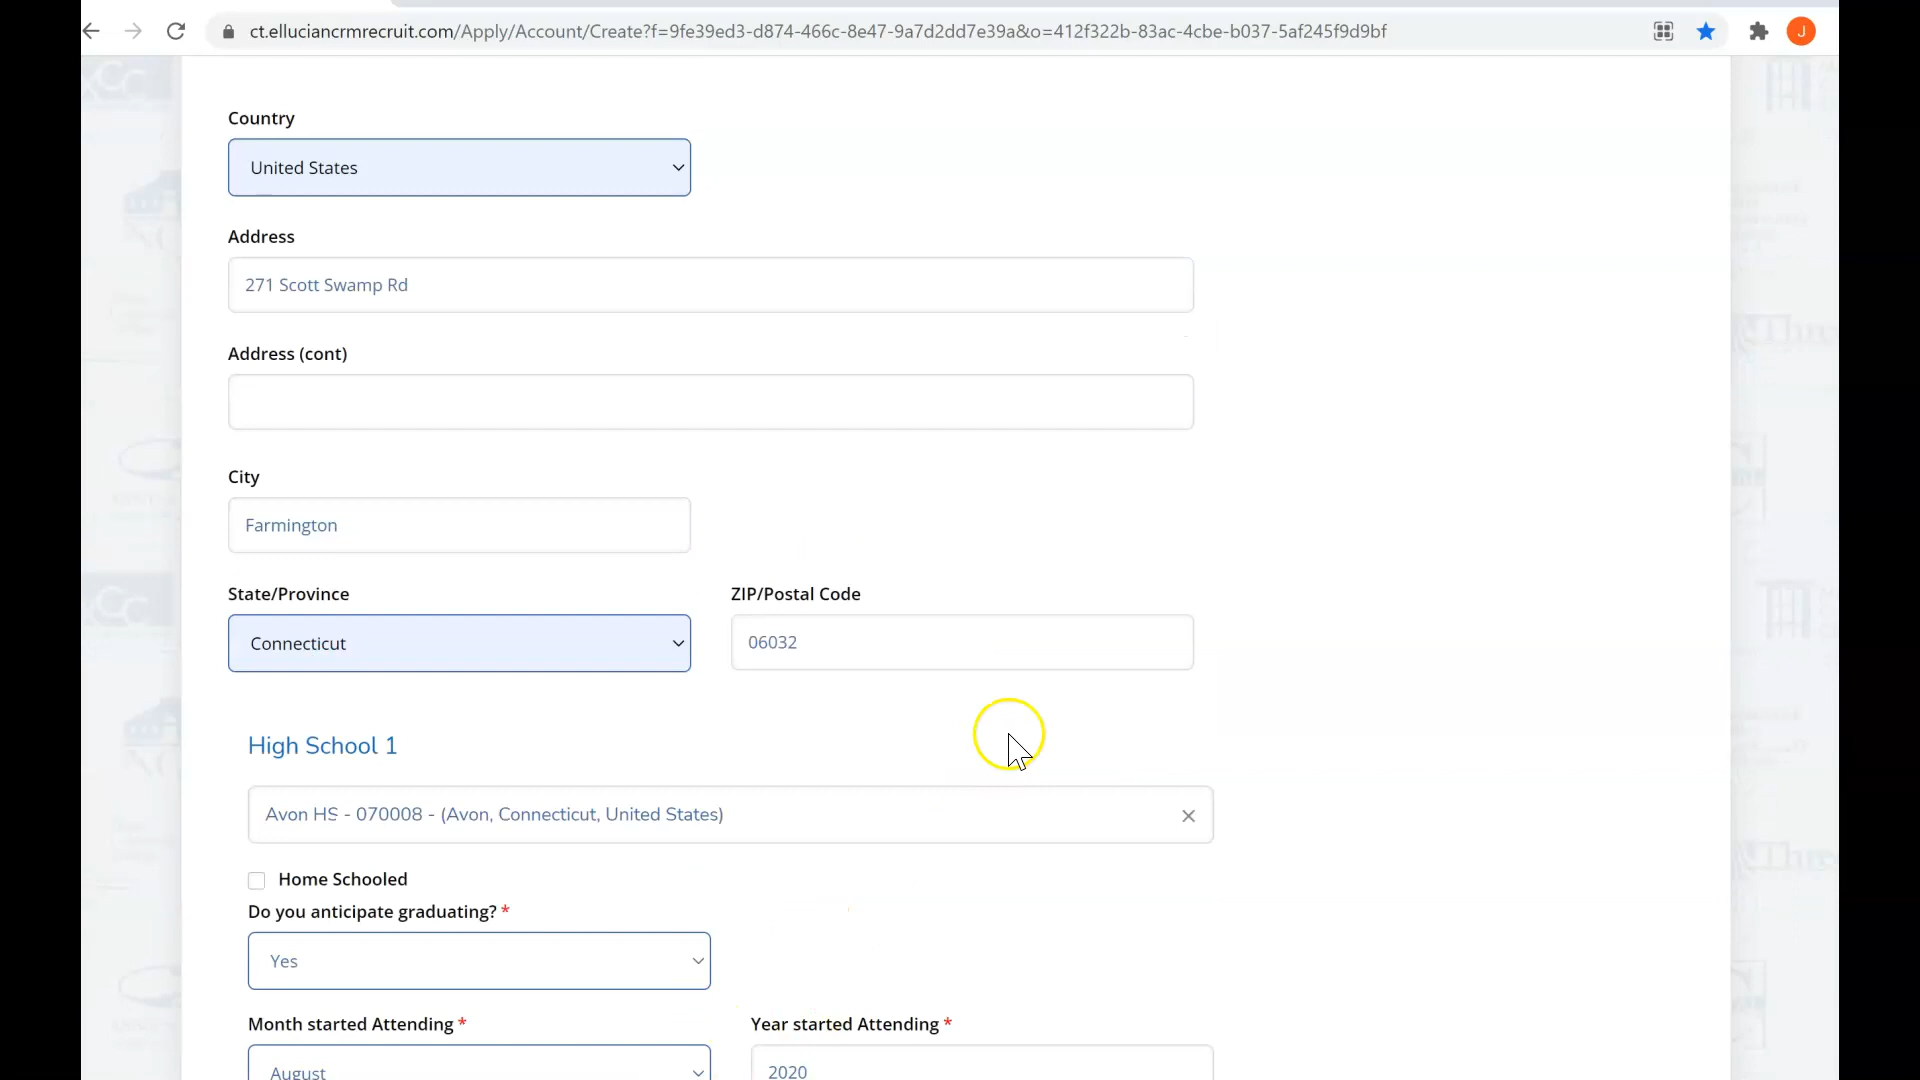 ct.elluciancrmrecruit.com/Apply/Account/Create?f=9fe39ed3-d874-466c-8e47-9a7d2dd7e39a&o=412f322b-83ac-4cbe-b037-5af245f9d9bf
J
Country
United States
Address
271 Scott Swamp Rd
Address (cont)
City
Farmington
State/Province
ZIP/Postal Code
Connecticut
06032
High School 1
Avon HS - 070008 - (Avon, Connecticut, United States)
Home Schooled
Do you anticipate graduating? *
Yes
Month started Attending *
Year started Attending *
August
2020